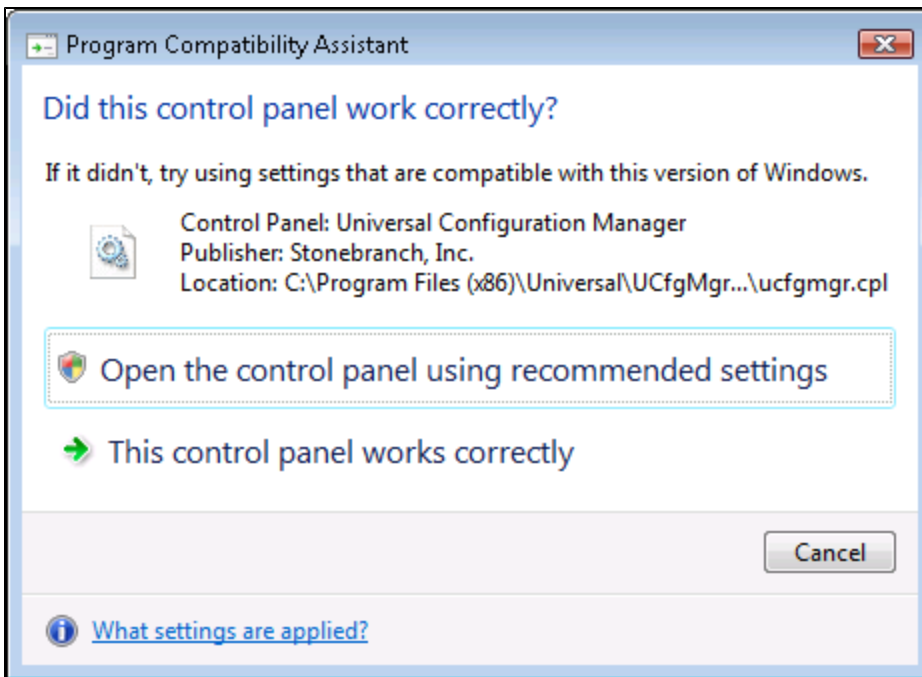 Program Compatibility Assistant
Did this control panel work correctly?
If it didn't, try using settings that are compatible with this version of Windows.
Control Panel: Universal Configuration Manager
Publisher: Stonebranch, Inc.
Location: C:\Program Files (x86)\Universal\UCfgMgr...\ucfgmgr.cpl
Open the control panel using recommended settings
This control panel works correctly
Cancel
What settings are applied?